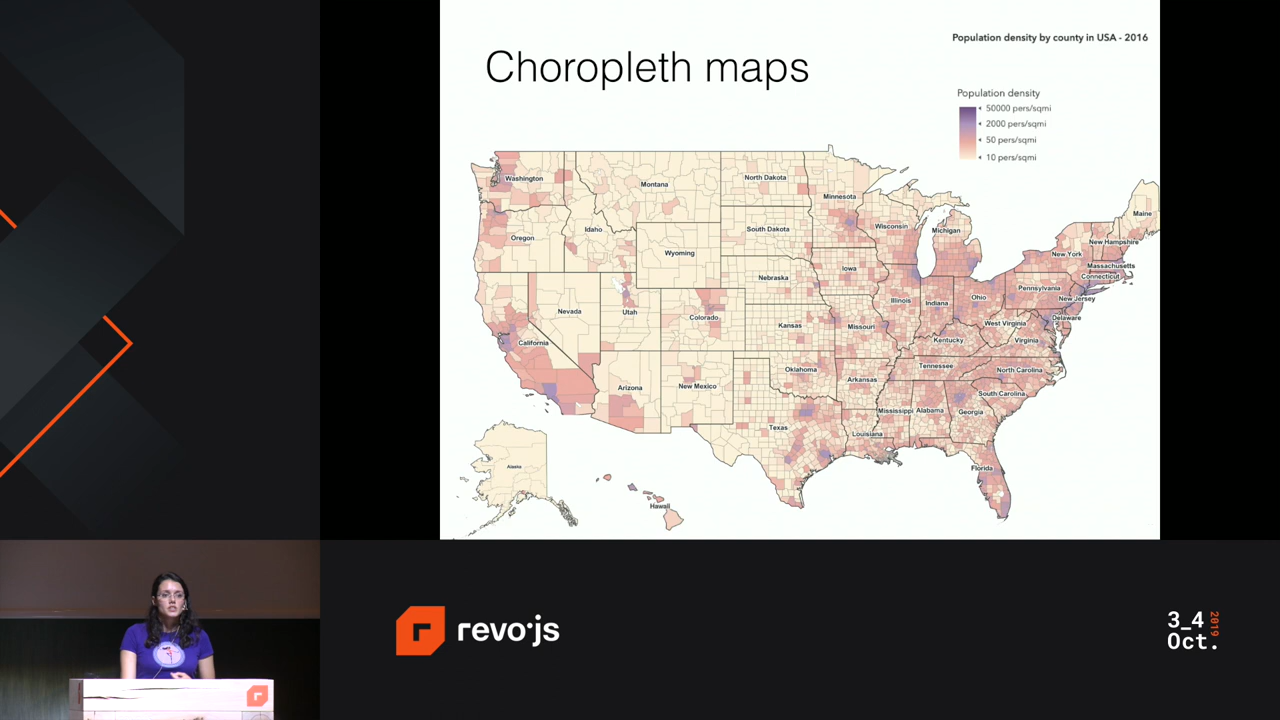 Population density by county in USA - 2016
Choropleth maps
Population density
50000 pers/sqmi
2000 pers/sqmi
50 pers/sqmi
10 pers/sqmi
Washington
Montana
North Dakota
Minnesota
Maine
Oregon
Idaho
Wyoming
South Dakota
Wisconsin
Michigan
New York
New Hampshire
Massachusetts
Connecticut
Nebraska
Iowa
Illinois
Indiana
Ohio
Pennsylvania
New Jersey
Nevada
Utah
Colorado
Kansas
Missouri
West Virginia
Delaware
California
Kentucky
Virginia
Arizona
New Mexico
Oklahoma
Arkansas
Tennessee
North Carolina
South Carolina
Texas
Mississippi
Alabama
Georgia
Louisiana
Florida
Alaska
Hawaii
revo·js
3_4
Oct.
2019